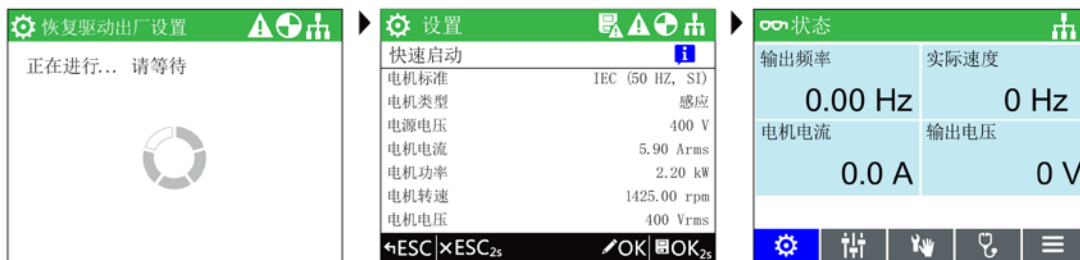 恢复驱动出厂设置
正在进行... 请等待
设置
快速启动 i
电机标准 IEC (50 HZ, SI)
电机类型 感应
电源电压 400 V
电机电流 5.90 Arms
电机功率 2.20 kW
电机转速 1425.00 rpm
电机电压 400 Vrms
ESC ESC2s OK OK2s
状态
输出频率 实际速度
0.00 Hz 0 Hz
电机电流 输出电压
0.0 A 0 V